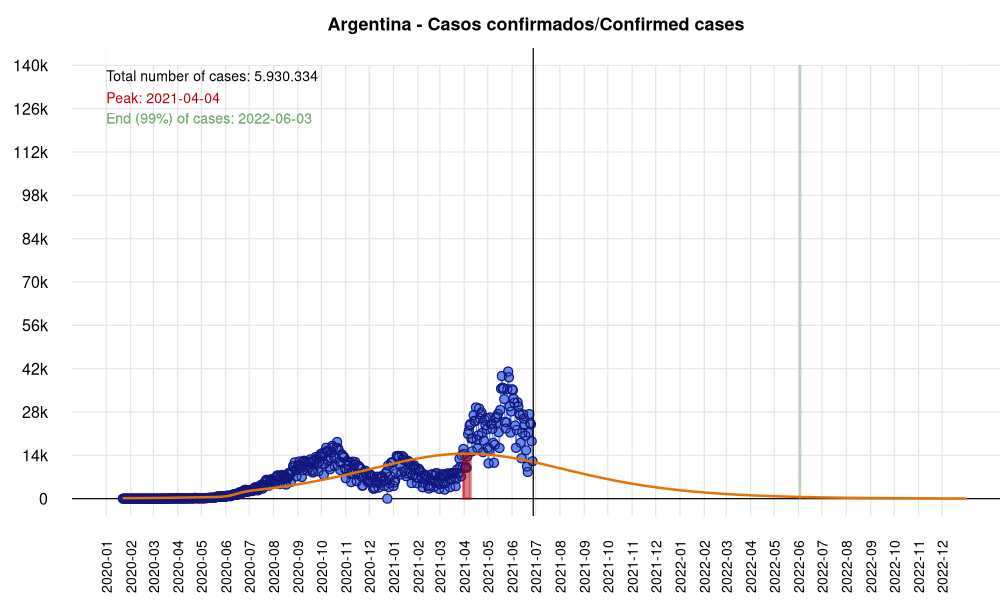 Argentina - Casos confirmados/Confirmed cases
Total number of cases: 5.930.334
Peak: 2021-04-04
End (99%) of cases: 2022-06-03
140k
126k
112k
98k
84k
70k
56k
42k
28k
14k
0
2020-01
2020-02
2020-03
2020-04
2020-05
2020-06
2020-07
2020-08
2020-09
2020-10
2020-11
2020-12
2021-01
2021-02
2021-03
2021-04
2021-05
2021-06
2021-07
2021-08
2021-09
2021-10
2021-11
2021-12
2022-01
2022-02
2022-03
2022-04
2022-05
2022-06
2022-07
2022-08
2022-09
2022-10
2022-11
2022-12